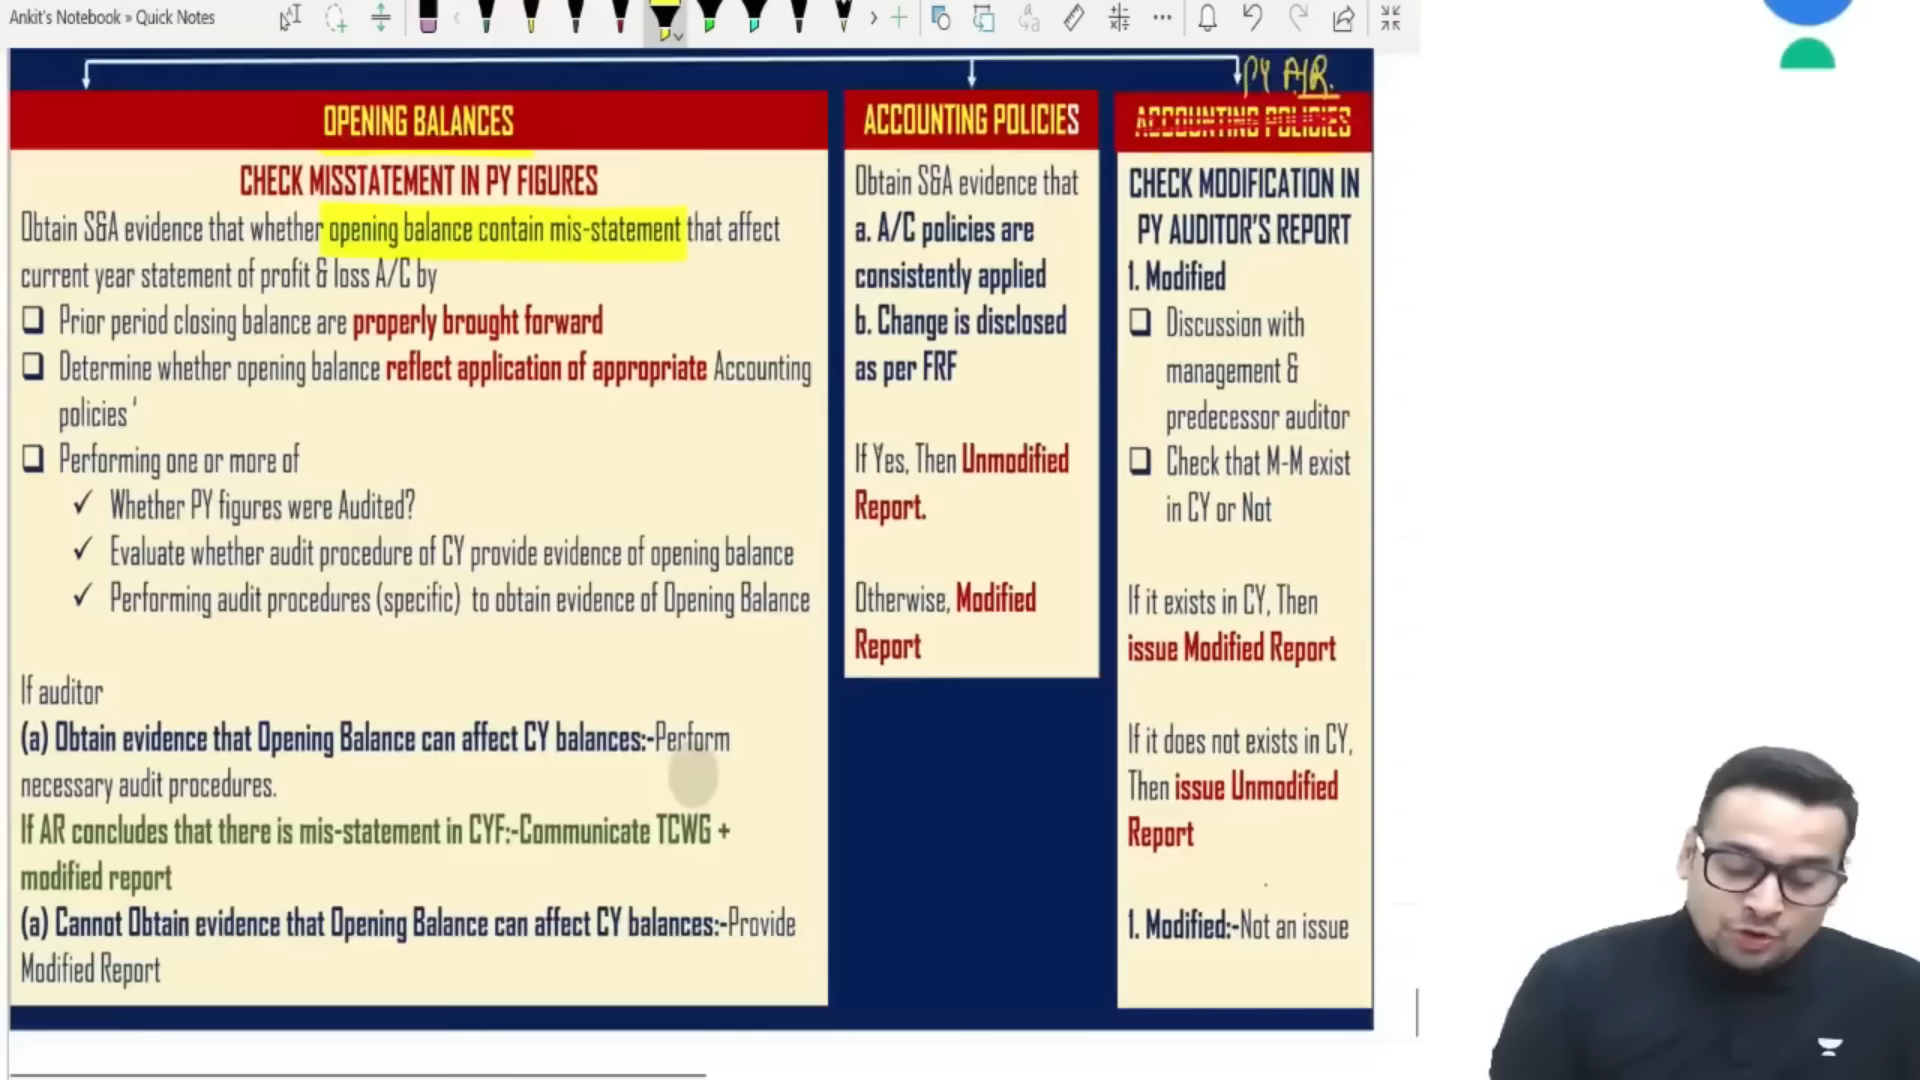 Ankit's Notebook » Quick Notes
PY AR.
OPENING BALANCES
CHECK MISSTATEMENT IN PY FIGURES
Obtain S&A evidence that whether opening balance contain mis-statement that affect
current year statement of profit & loss A/C by
❑ Prior period closing balance are properly brought forward
❑ Determine whether opening balance reflect application of appropriate Accounting
policies '
❑ Performing one or more of
✓ Whether PY figures were Audited?
✓ Evaluate whether audit procedure of CY provide evidence of opening balance
✓ Performing audit procedures (specific) to obtain evidence of Opening Balance
If auditor
(a) Obtain evidence that Opening Balance can affect CY balances:-Perform
necessary audit procedures.
If AR concludes that there is mis-statement in CYF:-Communicate TCWG +
modified report
(a) Cannot Obtain evidence that Opening Balance can affect CY balances:-Provide
Modified Report
ACCOUNTING POLICIES
Obtain S&A evidence that
a. A/C policies are
consistently applied
b. Change is disclosed
as per FRF
If Yes, Then Unmodified
Report.
Otherwise, Modified
Report
ACCOUNTING POLICIES
CHECK MODIFICATION IN
PY AUDITOR'S REPORT
1. Modified
❑ Discussion with
management &
predecessor auditor
❑ Check that M-M exist
in CY or Not
If it exists in CY, Then
issue Modified Report
If it does not exists in CY,
Then issue Unmodified
Report
1. Modified:-Not an issue